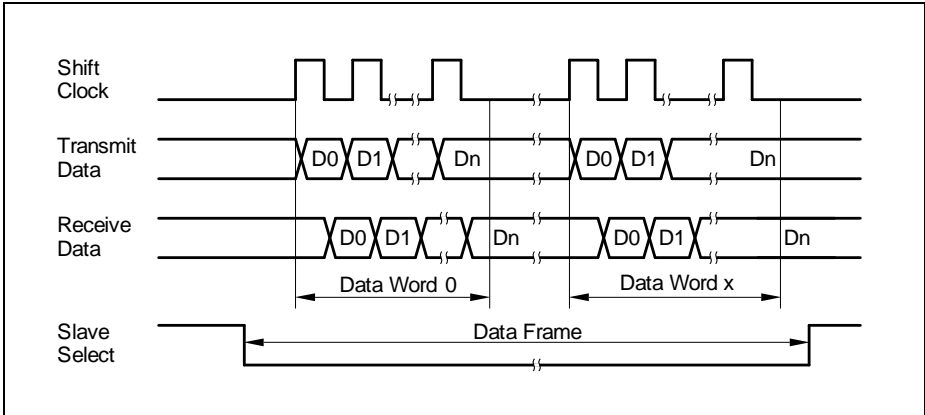 Shift
Clock
Transmit
Data
D0 D1 Dn D0 D1 Dn
Receive
Data
D0 D1 Dn D0 D1 Dn
Data Word 0 Data Word x
Slave
Select
Data Frame